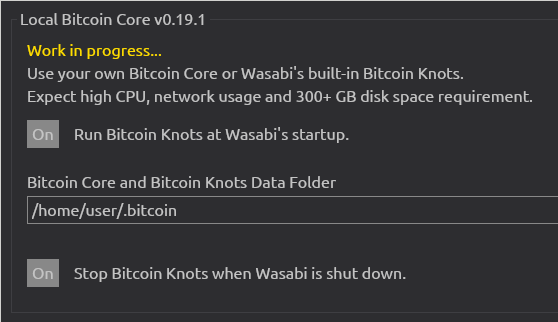 Local Bitcoin Core v0.19.1
Work in progress...
Use your own Bitcoin Core or Wasabi's built-in Bitcoin Knots.
Expect high CPU, network usage and 300+ GB disk space requirement.
On Run Bitcoin Knots at Wasabi's startup.
Bitcoin Core and Bitcoin Knots Data Folder
/home/user/.bitcoin
On Stop Bitcoin Knots when Wasabi is shut down.